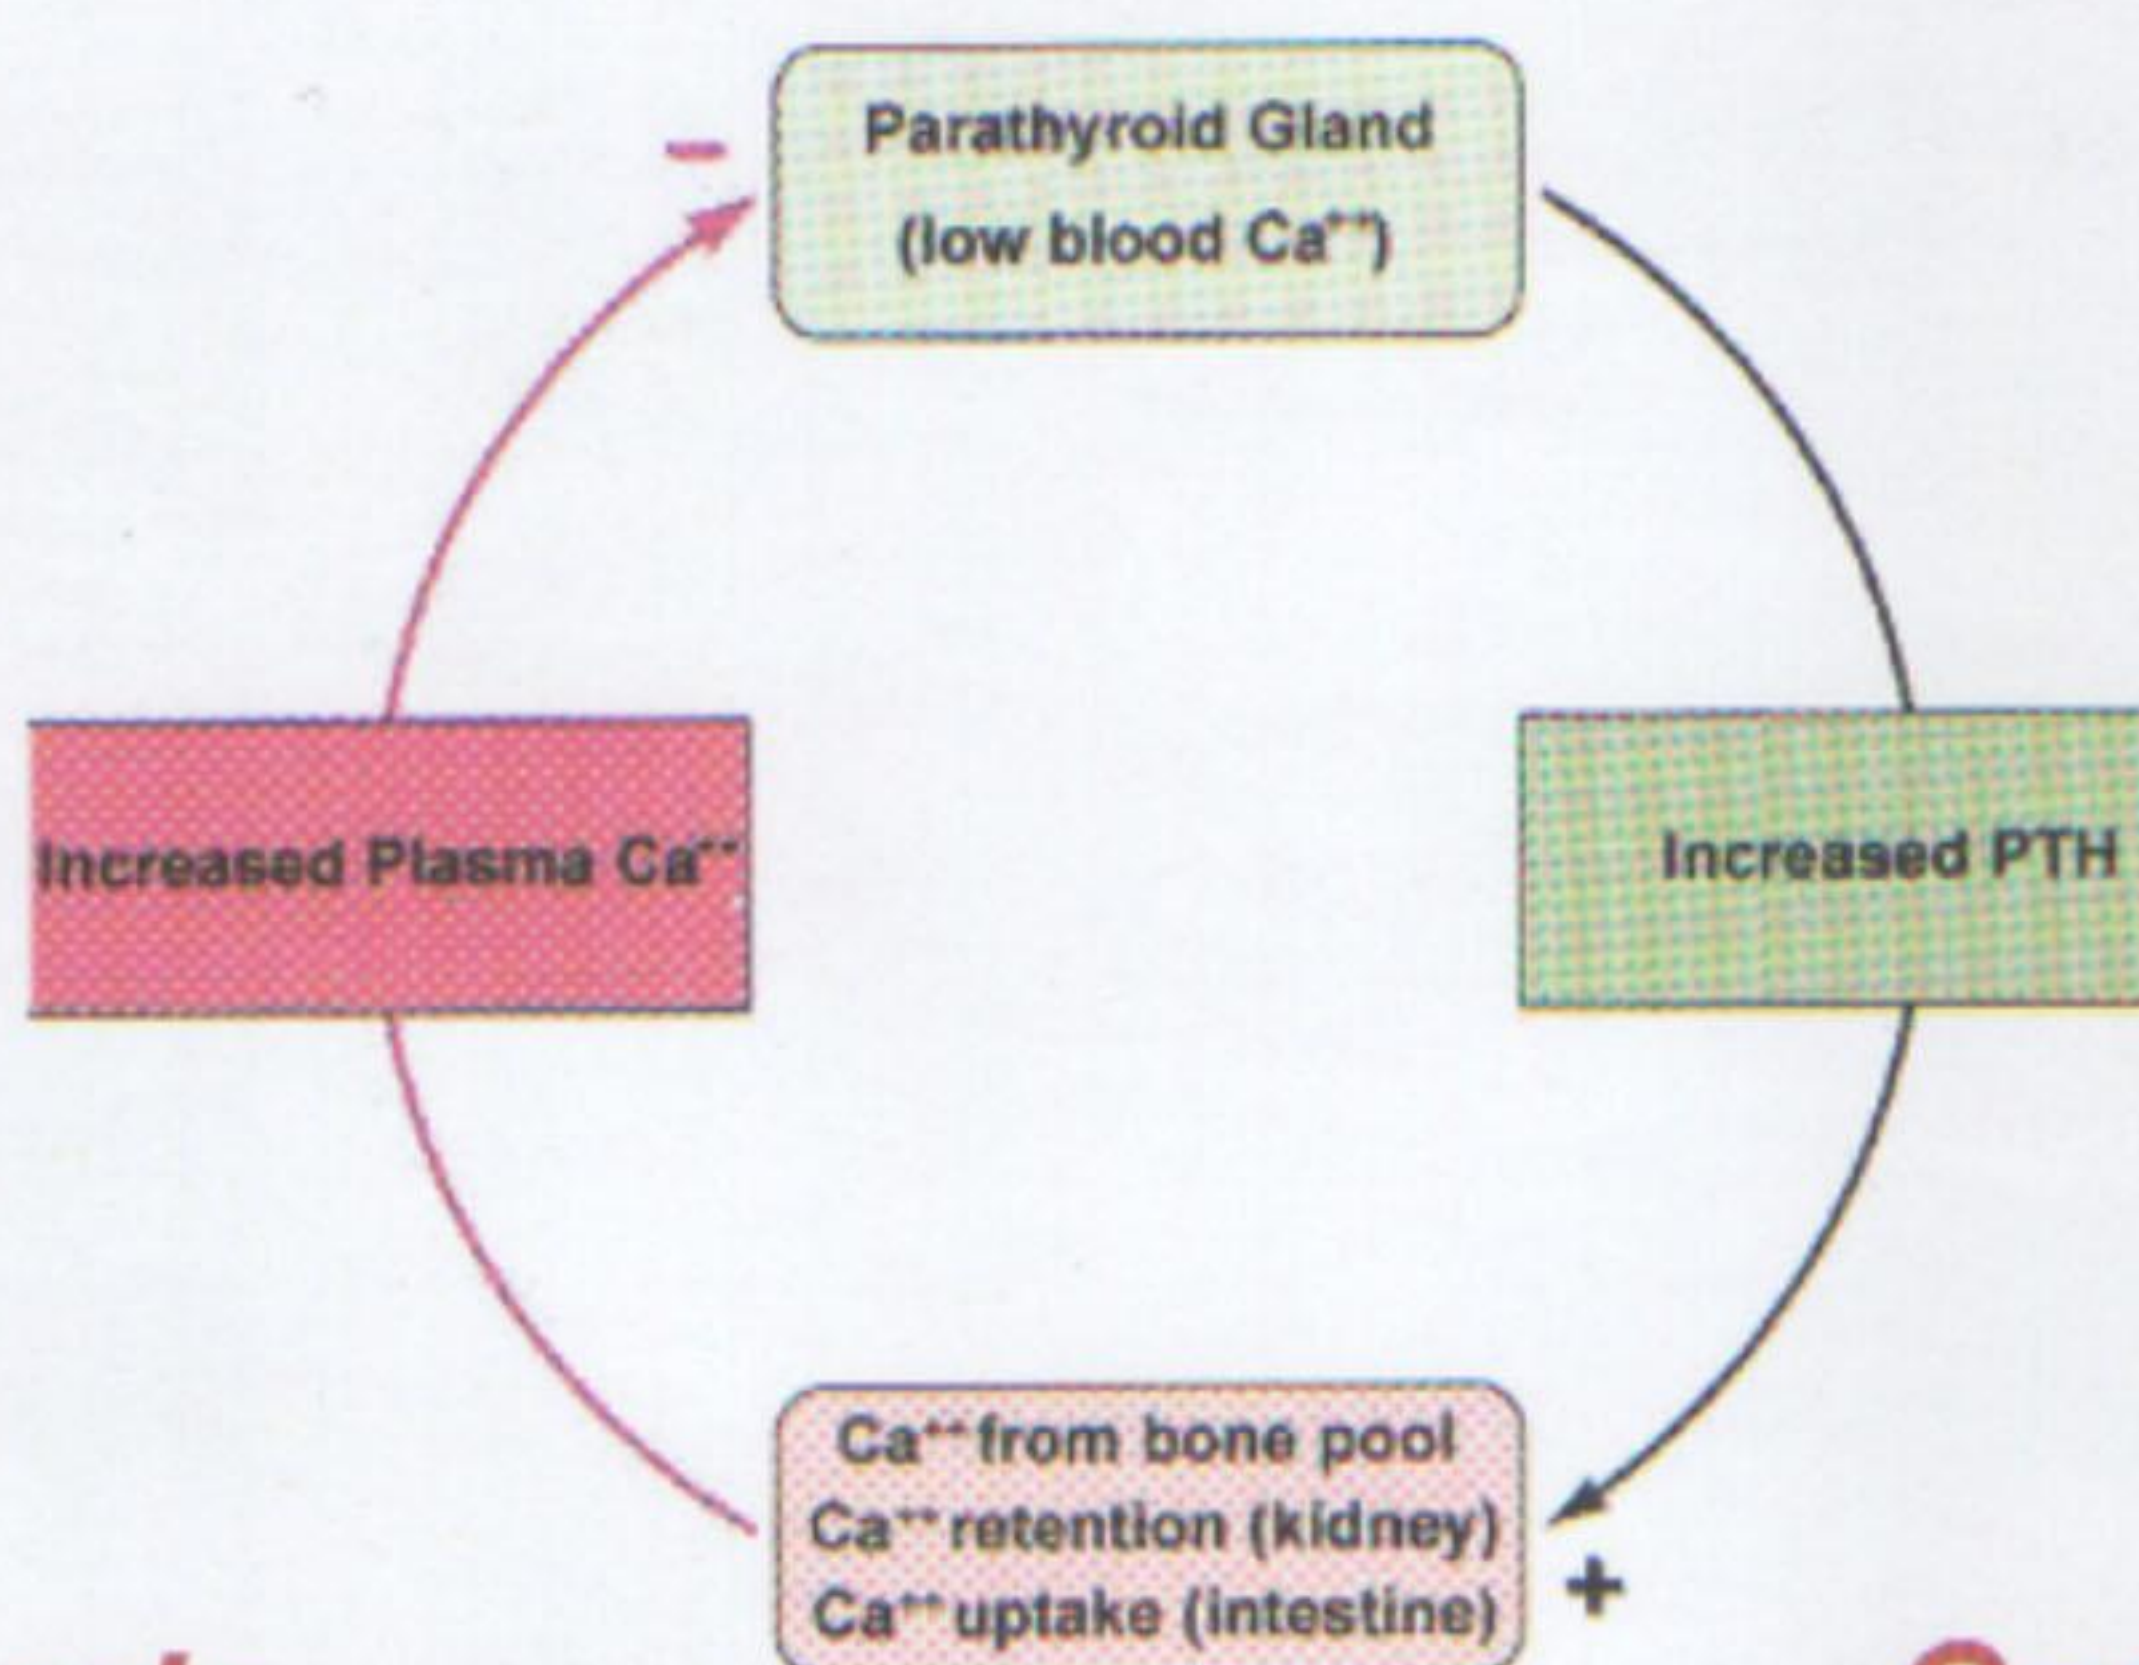 Parathyroid Gland
(low blood Ca⁺⁺)
−
Increased Plasma Ca⁺⁺
Increased PTH
Ca⁺⁺ from bone pool
Ca⁺⁺ retention (kidney)
Ca⁺⁺ uptake (intestine)
+